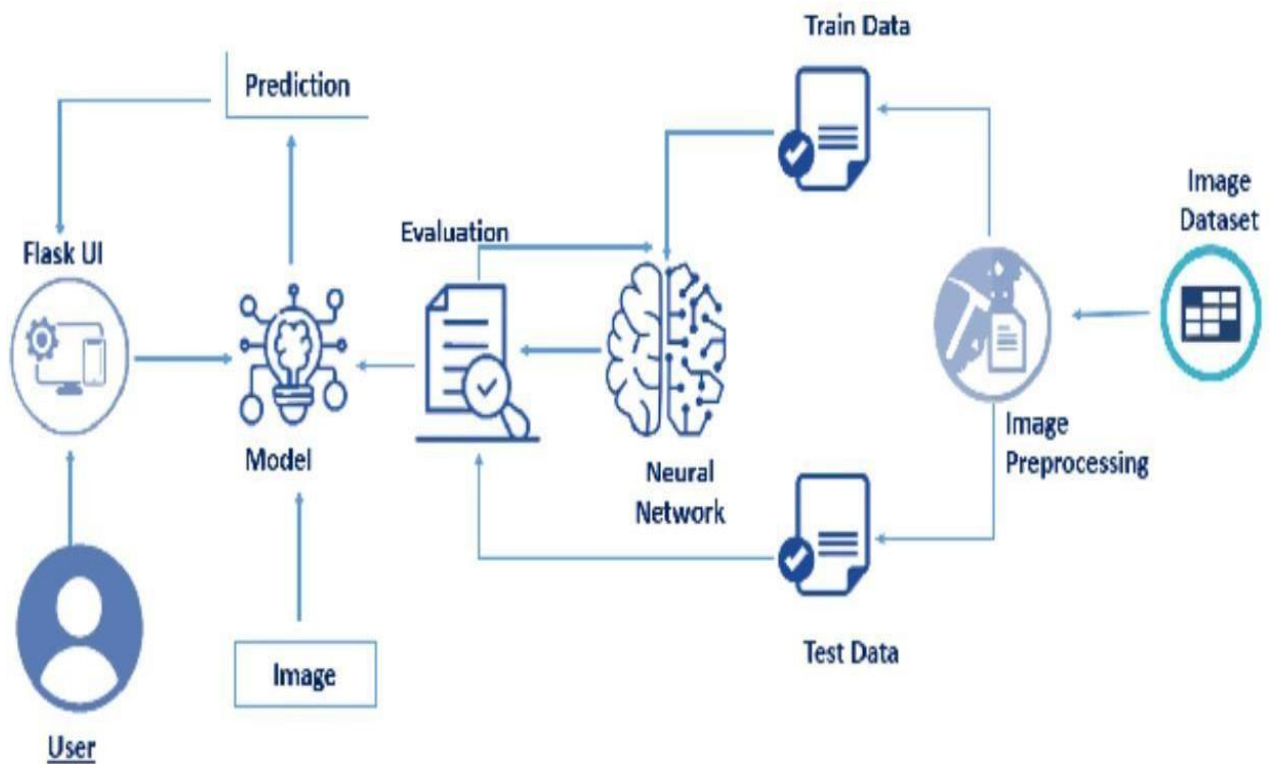 Train Data
Prediction
Image
Dataset
Evaluation
Flask UI
Image
Preprocessing
Model
Neural
Network
Test Data
Image
User